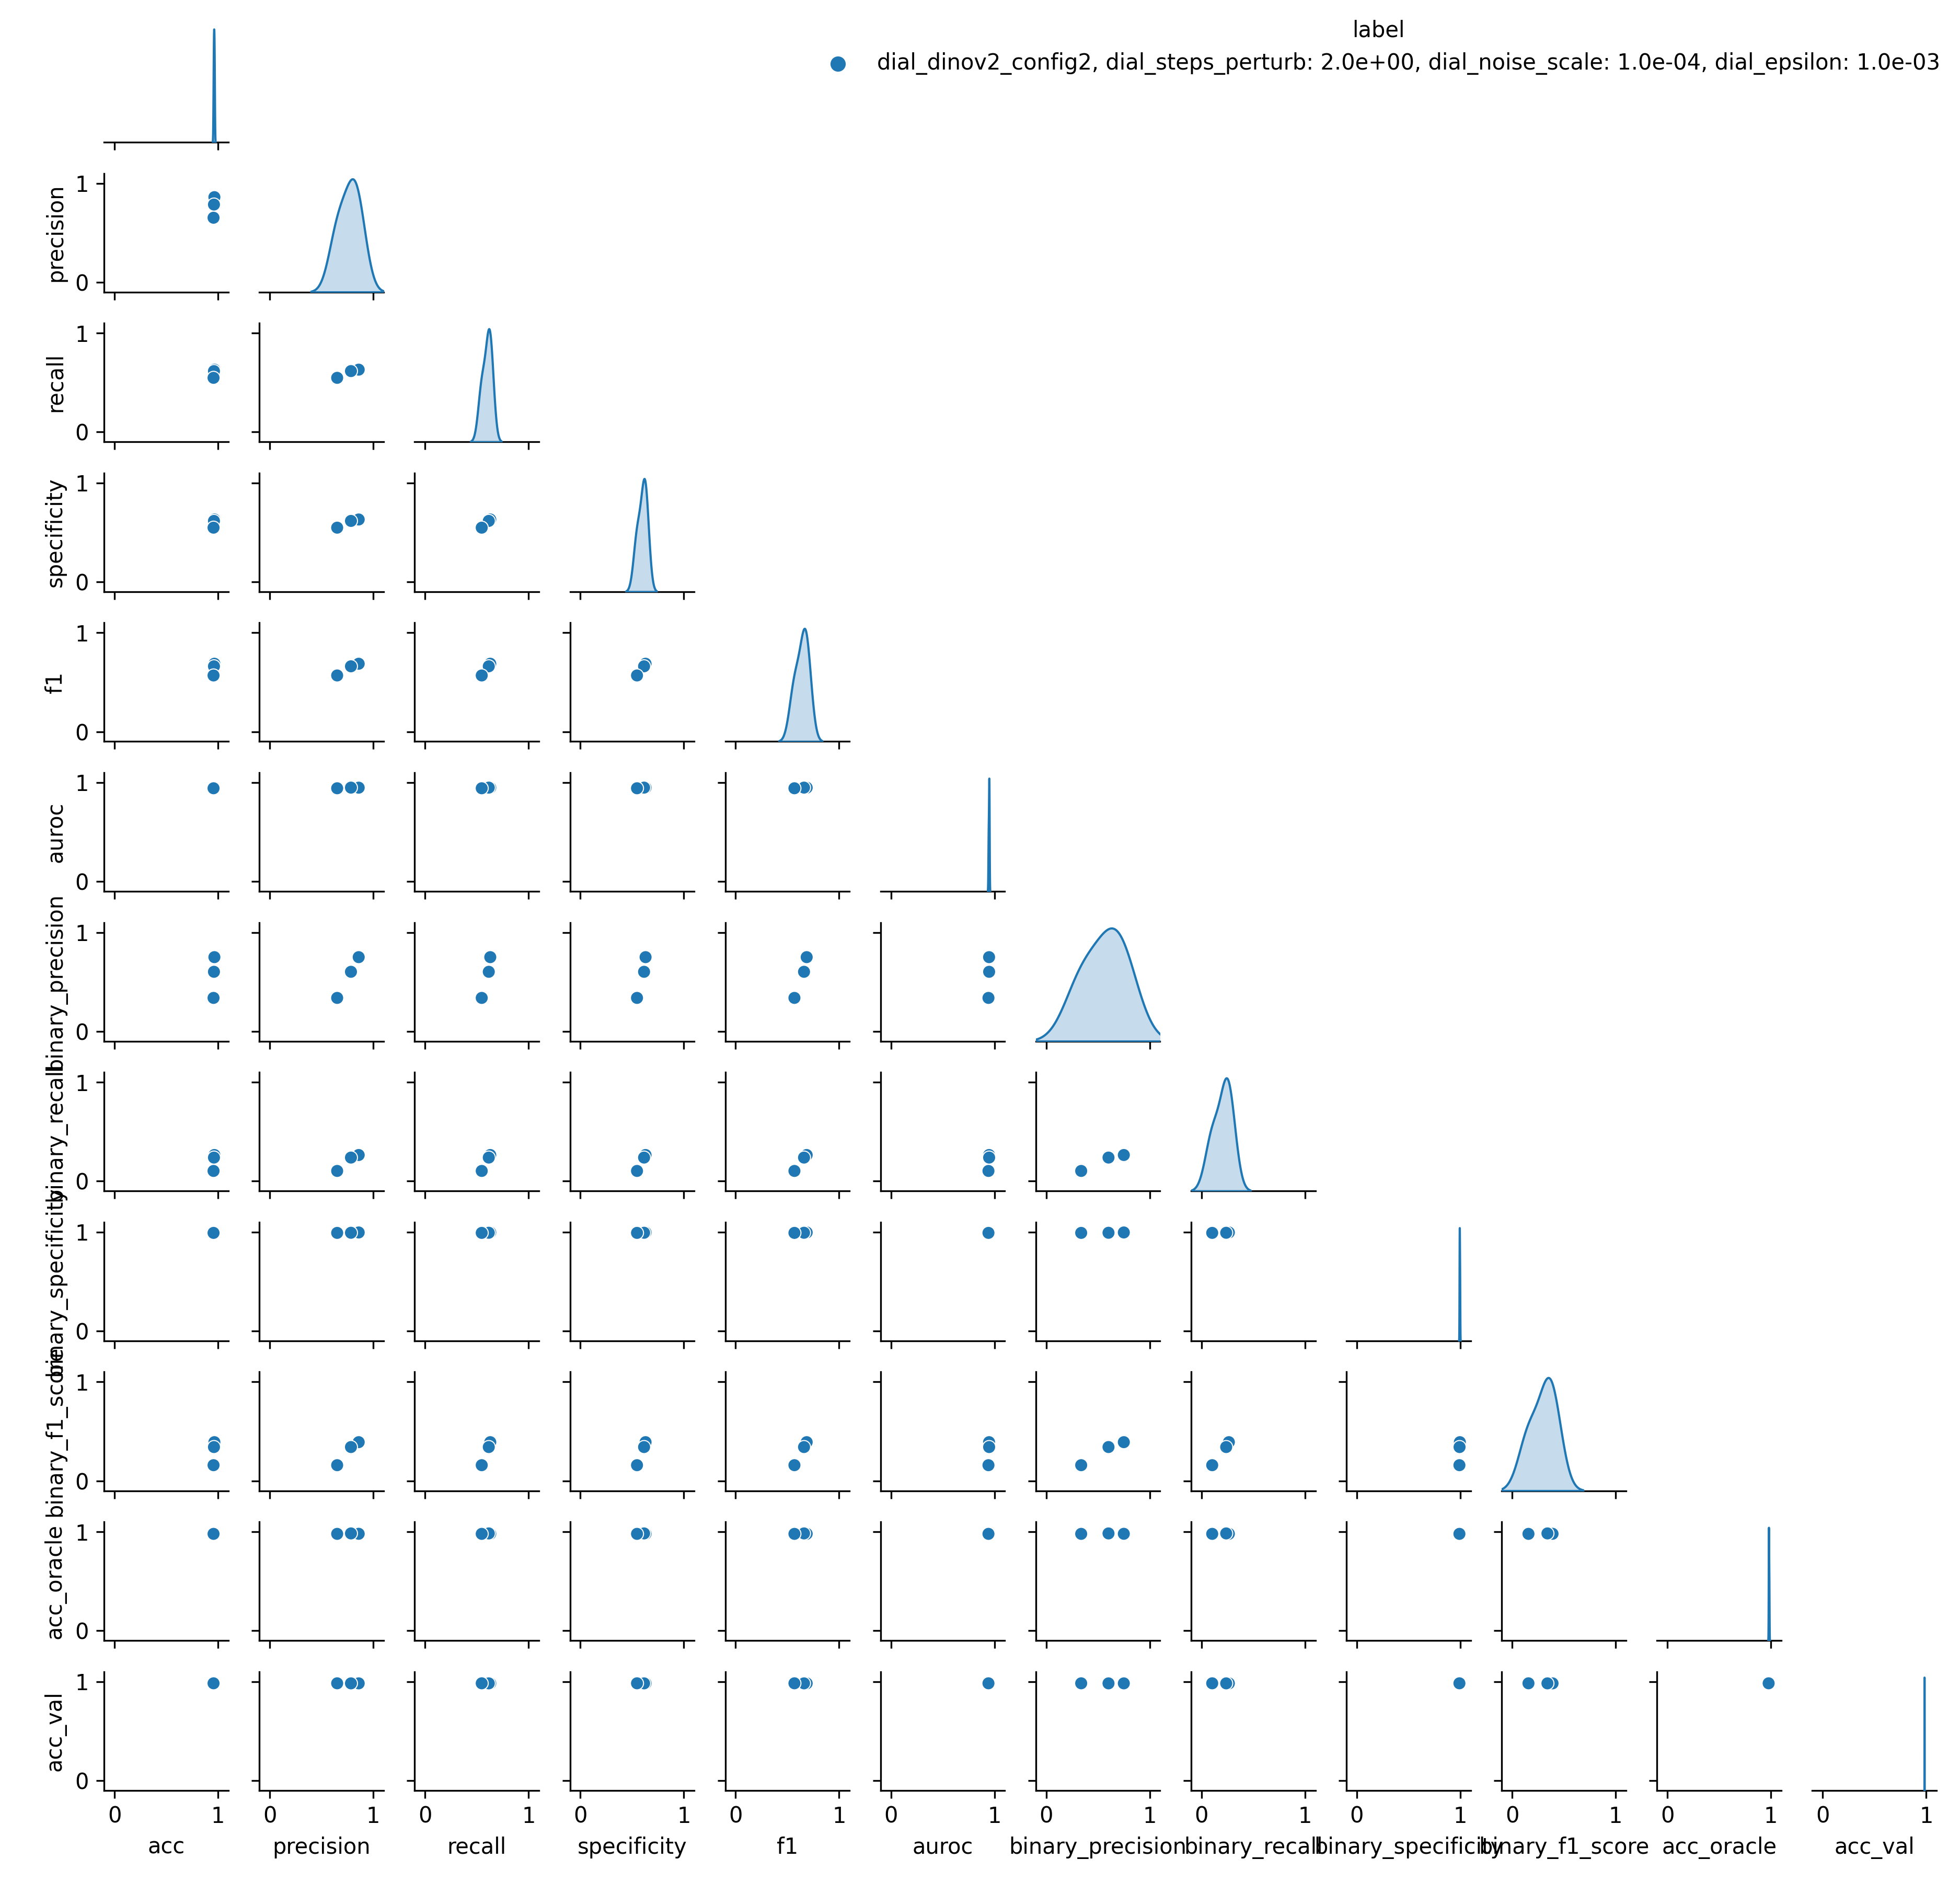 label
dial_dinov2_config2, dial_steps_perturb: 2.0e+00, dial_noise_scale: 1.0e-04, dial_epsilon: 1.0e-03
1
precision
0
1
recall
0
1
specificity
0
1
f1
0
1
auroc
0
1
binary_precision
0
1
binary_recall
0
1
binary_specificity
0
1
binary_f1_score
0
1
acc_oracle
0
1
acc_val
0
0 1 0 1 0 1 0 1 0 1 0 1 0 1 0 1 0 1 0 1 0 1 0 1
acc precision recall specificity f1 auroc binary_precision binary_recall binary_specificity binary_f1_score acc_oracle acc_val